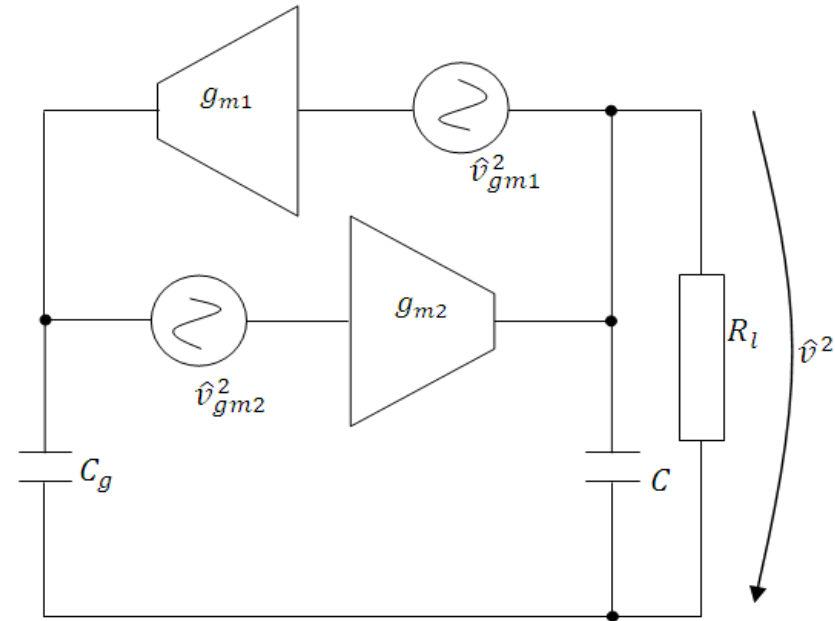 g_{m1}
\hat{v}^2_{gm1}
g_{m2}
\hat{v}^2_{gm2}
R_l
\hat{v}^2
C_g
C